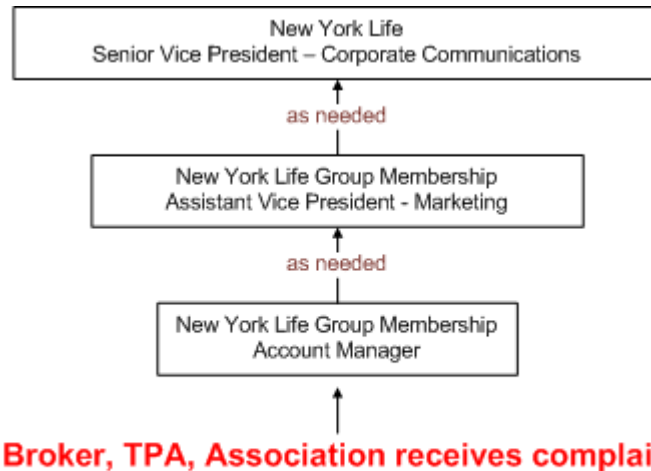 New York Life
Senior Vice President – Corporate Communications
as needed
New York Life Group Membership
Assistant Vice President - Marketing
as needed
New York Life Group Membership
Account Manager
Broker, TPA, Association receives